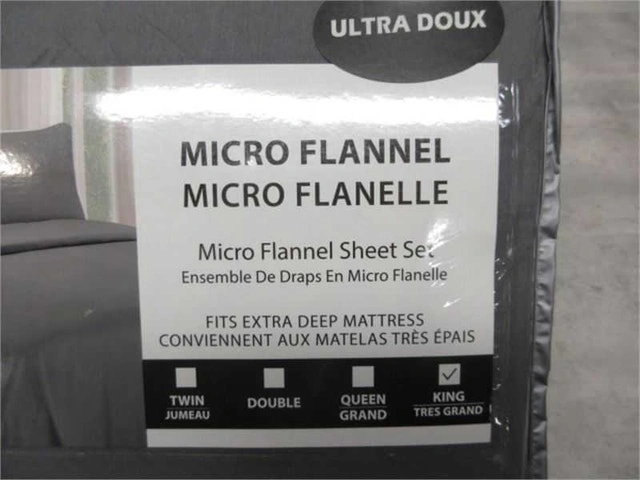 ULTRA DOUX
MICRO FLANNEL
MICRO FLANELLE
Micro Flannel Sheet Set
Ensemble De Draps En Micro Flanelle
FITS EXTRA DEEP MATTRESS
CONVIENNENT AUX MATELAS TRÈS ÉPAIS
TWIN
JUMEAU
DOUBLE
QUEEN
GRAND
KING
TRES GRAND